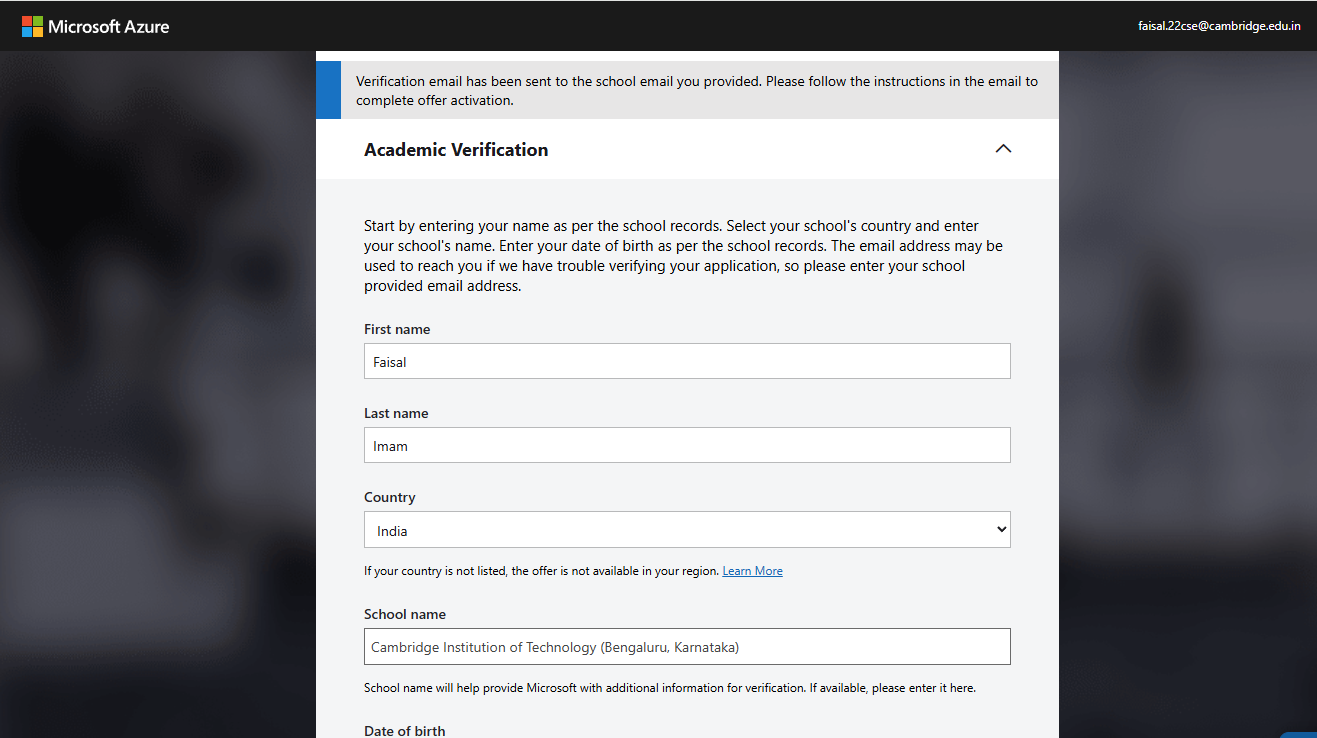 Microsoft Azure
faisal.22cse@cambridge.edu.in
Verification email has been sent to the school email you provided. Please follow the instructions in the email to
complete offer activation.
Academic Verification
Start by entering your name as per the school records. Select your school's country and enter
your school's name. Enter your date of birth as per the school records. The email address may be
used to reach you if we have trouble verifying your application, so please enter your school
provided email address.
First name
Faisal
Last name
Imam
Country
India
If your country is not listed, the offer is not available in your region. Learn More
School name
Cambridge Institution of Technology (Bengaluru, Karnataka)
School name will help provide Microsoft with additional information for verification. If available, please enter it here.
Date of birth